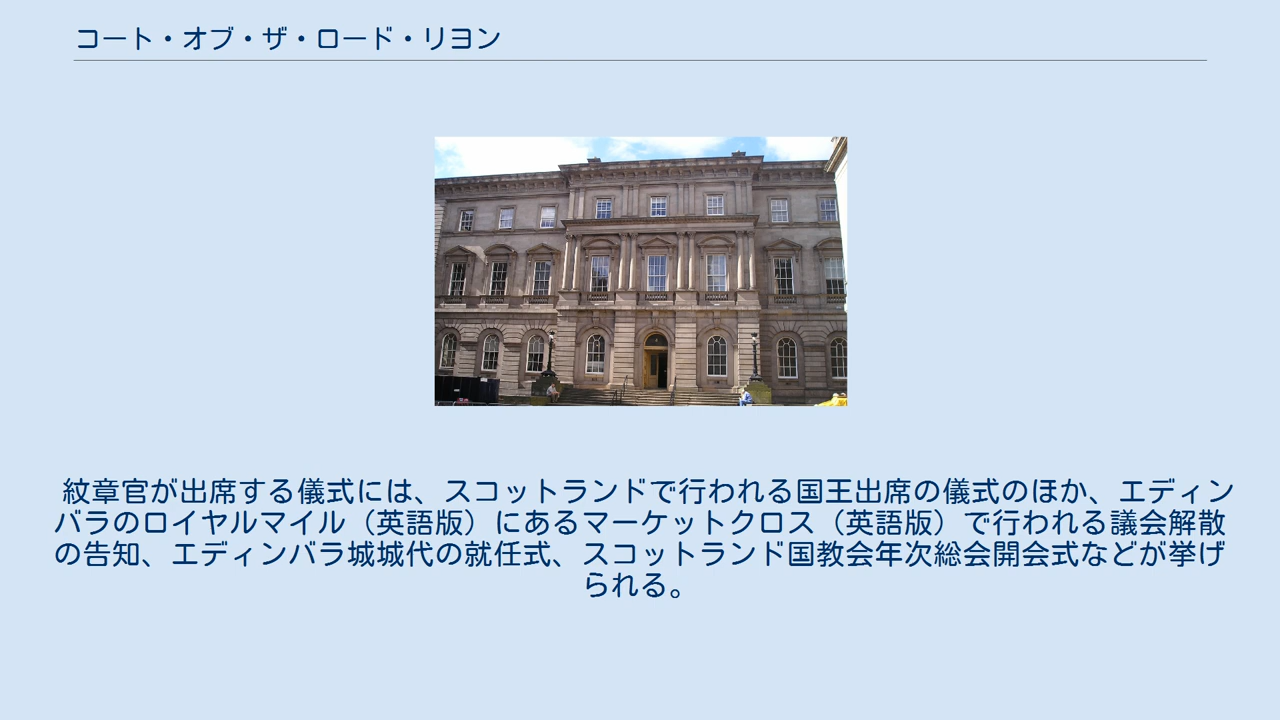 コート・オブ・ザ・ロード・リヨン
紋章官が出席する儀式には、スコットランドで行われる国王出席の儀式のほか、エディン
バラのロイヤルマイル（英語版）にあるマーケットクロス（英語版）で行われる議会解散
の告知、エディンバラ城城代の就任式、スコットランド国教会年次総会開会式などが挙げ
られる。